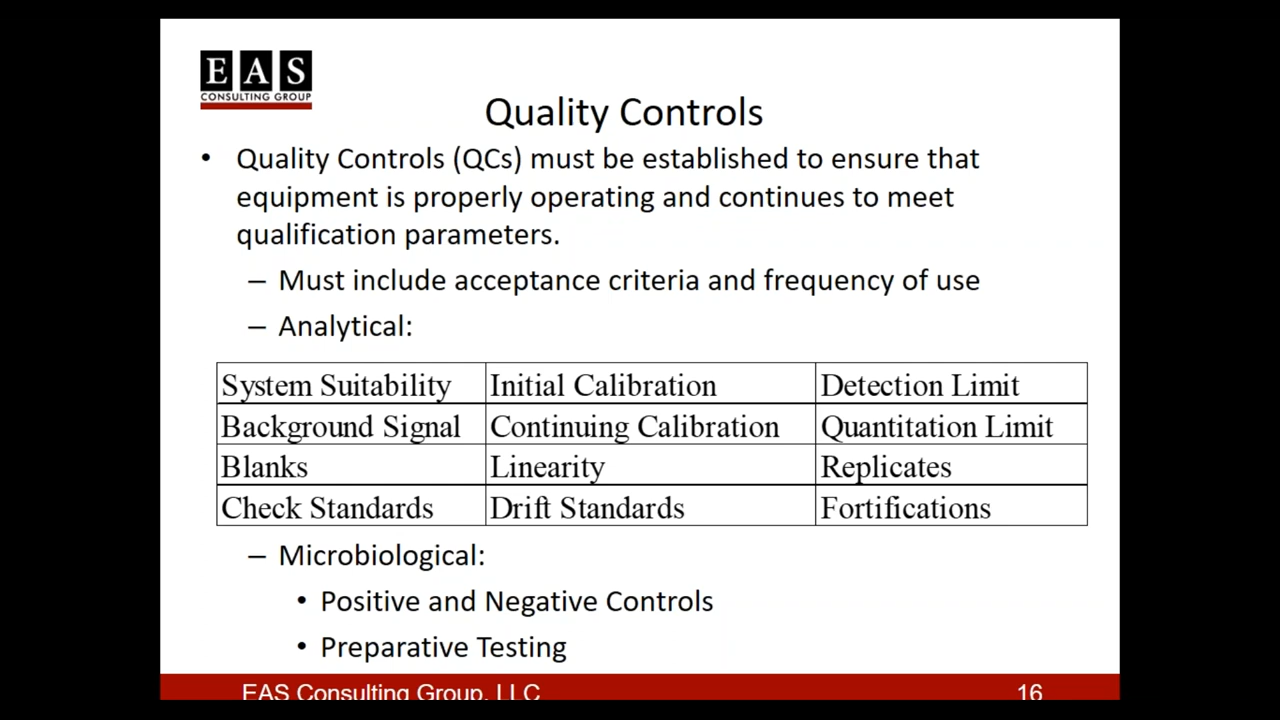 EAS
CONSULTING GROUP
Quality Controls
• Quality Controls (QCs) must be established to ensure that
equipment is properly operating and continues to meet
qualification parameters.
– Must include acceptance criteria and frequency of use
– Analytical:
System Suitability Initial Calibration Detection Limit
Background Signal Continuing Calibration Quantitation Limit
Blanks Linearity Replicates
Check Standards Drift Standards Fortifications
– Microbiological:
• Positive and Negative Controls
• Preparative Testing
EAS Consulting Group, LLC 16